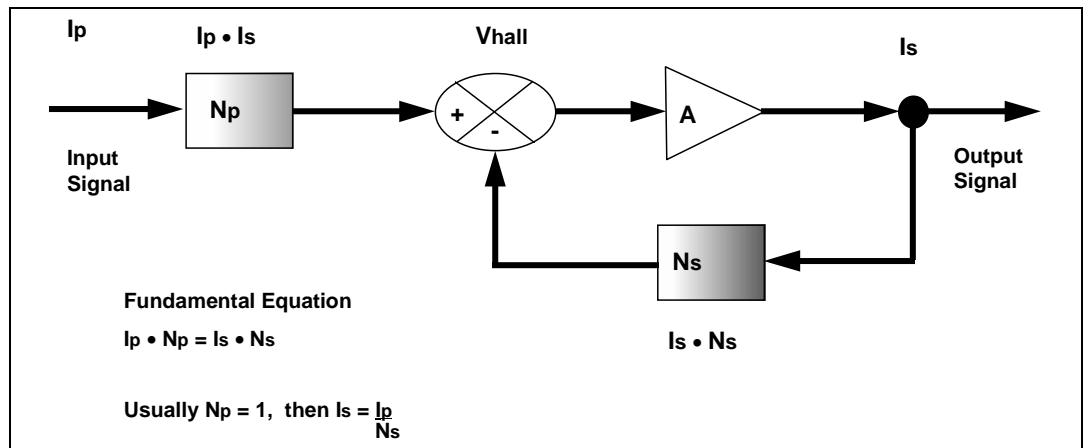 Ip
Ip • Is
Vhall
Is
Np
+
-
A
Input
Signal
Output
Signal
Ns
Is • Ns
Fundamental Equation
Ip • Np = Is • Ns
Usually Np = 1, then Is = Ip
Ns